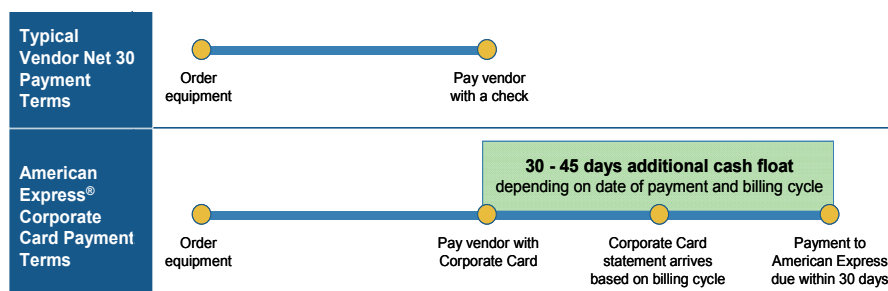 Typical
Vendor Net 30
Payment
Terms
Order
equipment
Pay vendor
with a check
American
Express®
Corporate
Card Payment
Terms
30 - 45 days additional cash float
depending on date of payment and billing cycle
Order
equipment
Pay vendor with
Corporate Card
Corporate Card
statement arrives
based on billing cycle
Payment to
American Express
due within 30 days